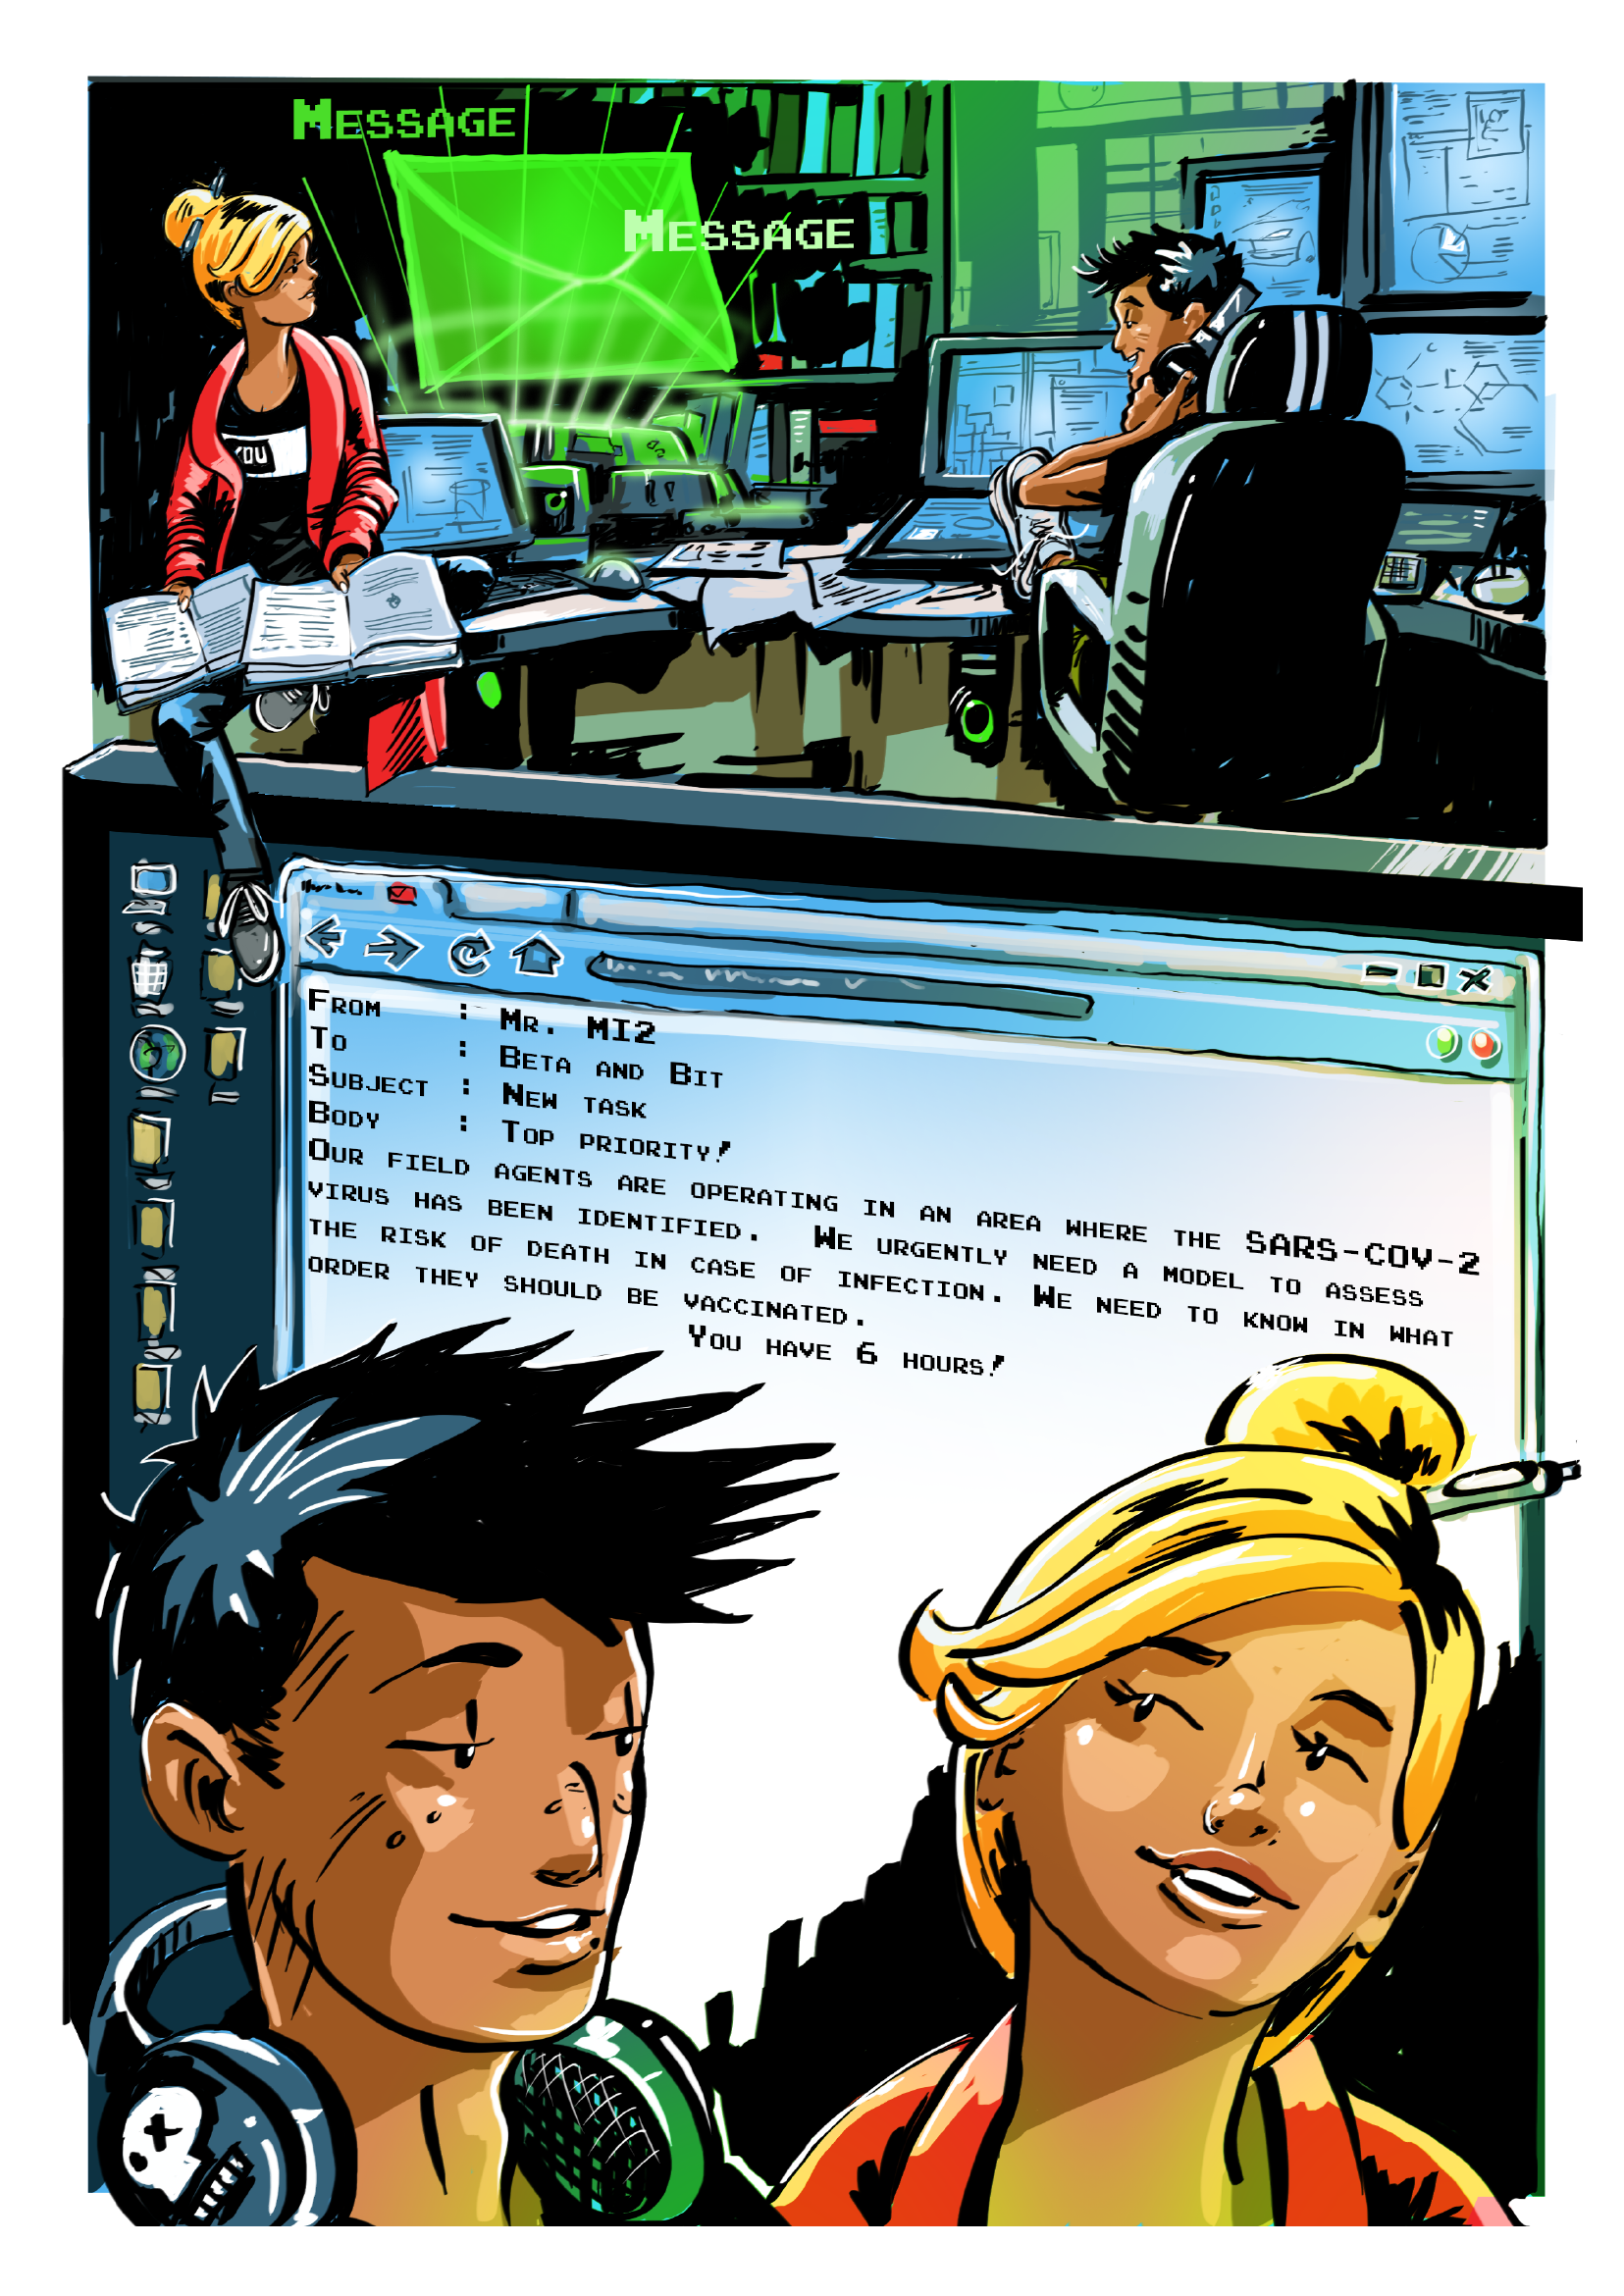 Message
Message
YOU
From : Mr. MI2
To : Beta and Bit
Subject : New task
Body : Top priority!
Our field agents are operating in an area where the SARS-COV-2
virus has been identified. We urgently need a model to assess
the risk of death in case of infection. We need to know in what
order they should be vaccinated.
You have 6 hours!